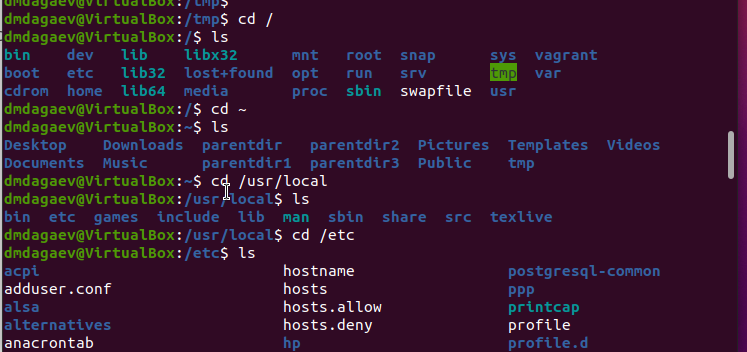 dmdagaev@VirtualBox:/tmp$
dmdagaev@VirtualBox:/tmp$ cd /
dmdagaev@VirtualBox:/$ ls
bin dev lib libx32 mnt root snap sys vagrant
boot etc lib32 lost+found opt run srv tmp var
cdrom home lib64 media proc sbin swapfile usr
dmdagaev@VirtualBox:/$ cd ~
dmdagaev@VirtualBox:~$ ls
Desktop Downloads parentdir parentdir2 Pictures Templates Videos
Documents Music parentdir1 parentdir3 Public tmp
dmdagaev@VirtualBox:~$ cd /usr/local
dmdagaev@VirtualBox:/usr/local$ ls
bin etc games include lib man sbin share src texlive
dmdagaev@VirtualBox:/usr/local$ cd /etc
dmdagaev@VirtualBox:/etc$ ls
acpi hostname postgresql-common
adduser.conf hosts ppp
alsa hosts.allow printcap
alternatives hosts.deny profile
anacrontab hp profile.d